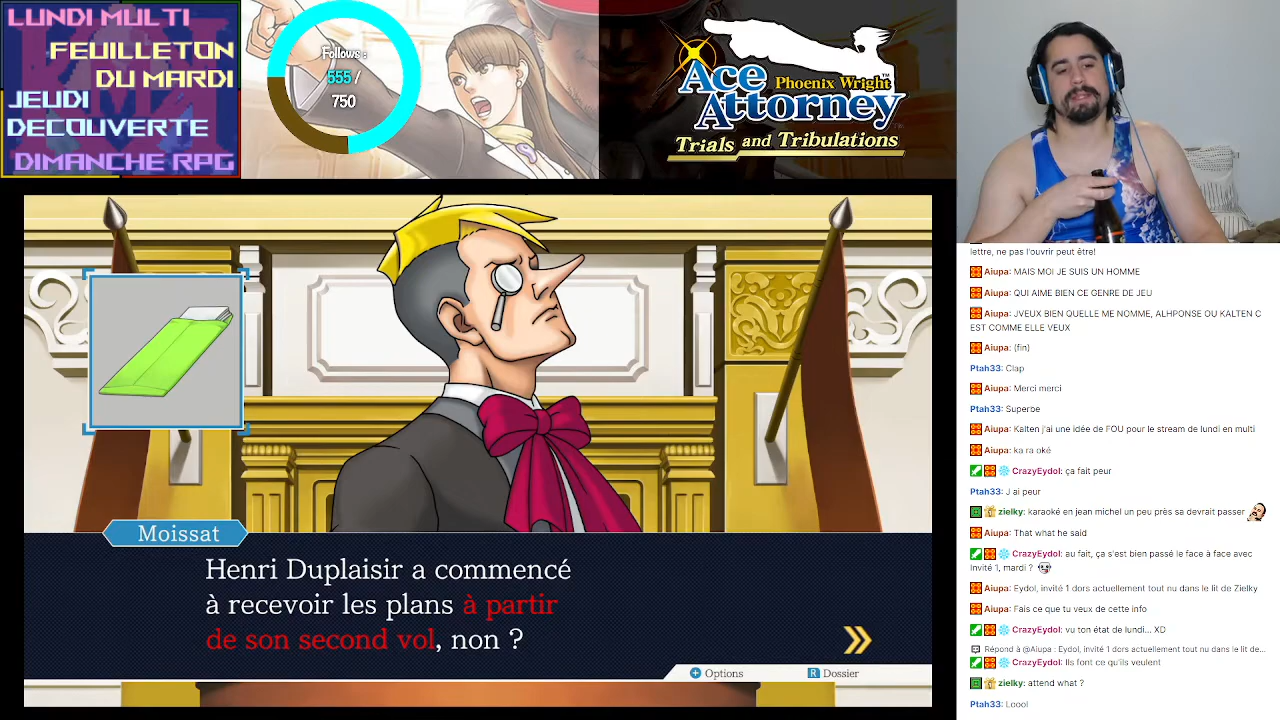 LUNDI MULTI
FEUILLETON
DU MARDI
JEUDI
DECOUVERTE
DIMANCHE RPG
Follows :
555 /
750
Phoenix Wright™
Ace
Attorney
Trials and Tribulations
Moissat
Henri Duplaisir a commencé
à recevoir les plans à partir
de son second vol, non ?
Options
R Dossier
lettre, ne pas l'ouvrir peut être!
Aiupa: MAIS MOI JE SUIS UN HOMME
Aiupa: QUI AIME BIEN CE GENRE DE JEU
Aiupa: JVEUX BIEN QUELLE ME NOMME, ALHPONSE OU KALTEN C
EST COMME ELLE VEUX
Aiupa: (fin)
Ptah33: Clap
Aiupa: Merci merci
Ptah33: Superbe
Aiupa: Kalten j'ai une idée de FOU pour le stream de lundi en multi
Aiupa: ka ra oké
CrazyEydol: ça fait peur
Ptah33: J ai peur
zielky: karaoké en jean michel un peu près sa devrait passer
Aiupa: That what he said
CrazyEydol: au fait, ça s'est bien passé le face à face avec
Invité 1, mardi ?
Aiupa: Eydol, invité 1 dors actuellement tout nu dans le lit de Zielky
Aiupa: Fais ce que tu veux de cette info
CrazyEydol: vu ton état de lundi... XD
Répond à @Aiupa : Eydol, invité 1 dors actuellement tout nu dans le lit de...
CrazyEydol: Ils font ce qu'ils veulent
zielky: attend what ?
Ptah33: Loool